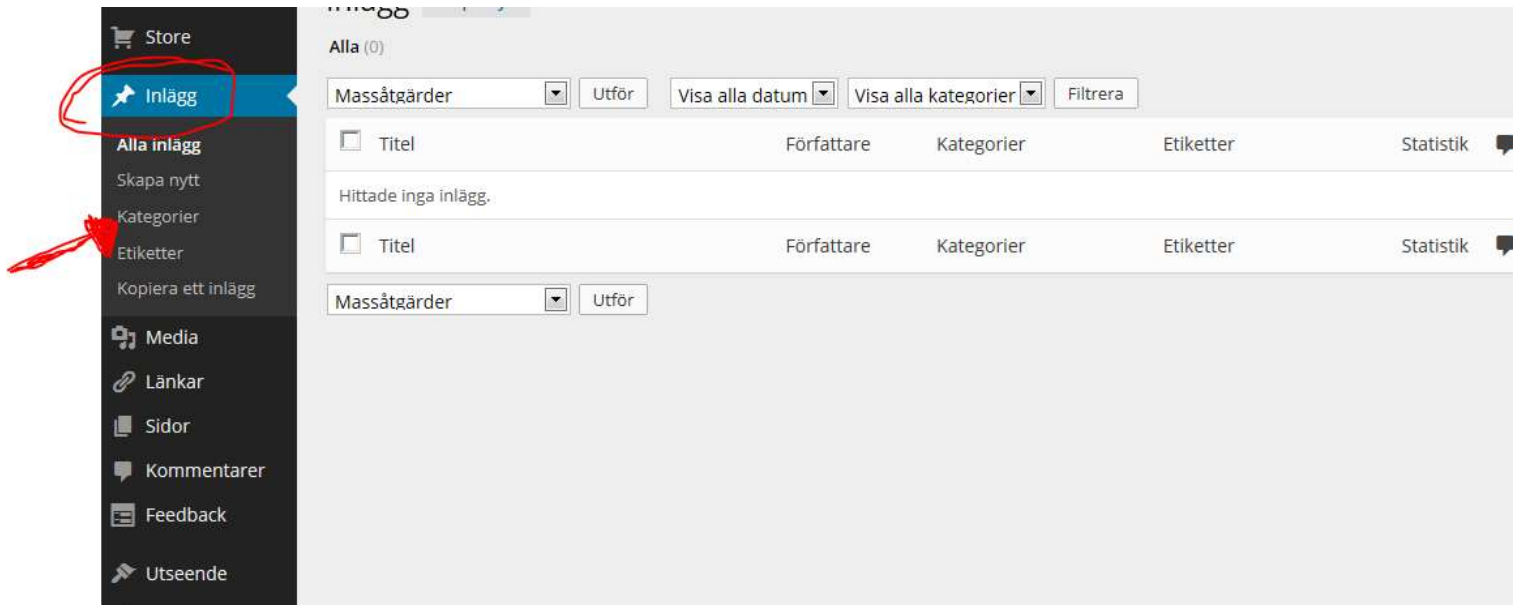 Store
Inlägg
Alla inlägg
Skapa nytt
Kategorier
Etiketter
Kopiera ett inlägg
Media
Länkar
Sidor
Kommentarer
Feedback
Utseende
Inlägg
Alla (0)
Massåtgärder Utför Visa alla datum Visa alla kategorier Filtrera
Titel Författare Kategorier Etiketter Statistik
Hittade inga inlägg.
Titel Författare Kategorier Etiketter Statistik
Massåtgärder Utför